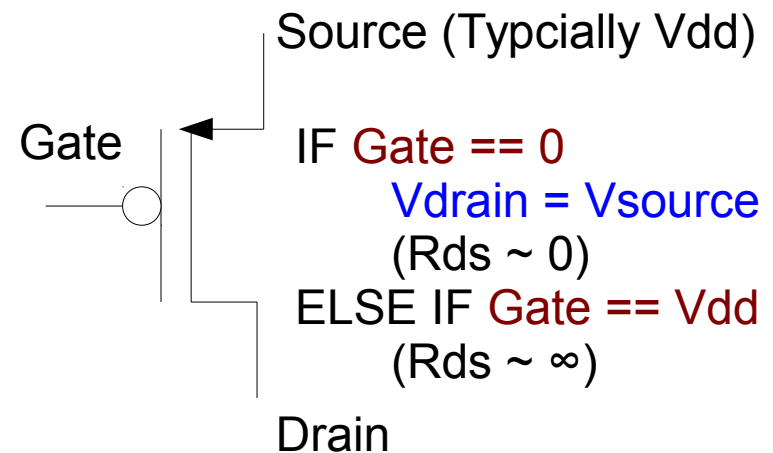 Source (Typcially Vdd)
Gate
IF Gate == 0
Vdrain = Vsource
(Rds ~ 0)
ELSE IF Gate == Vdd
(Rds ~ ∞)
Drain